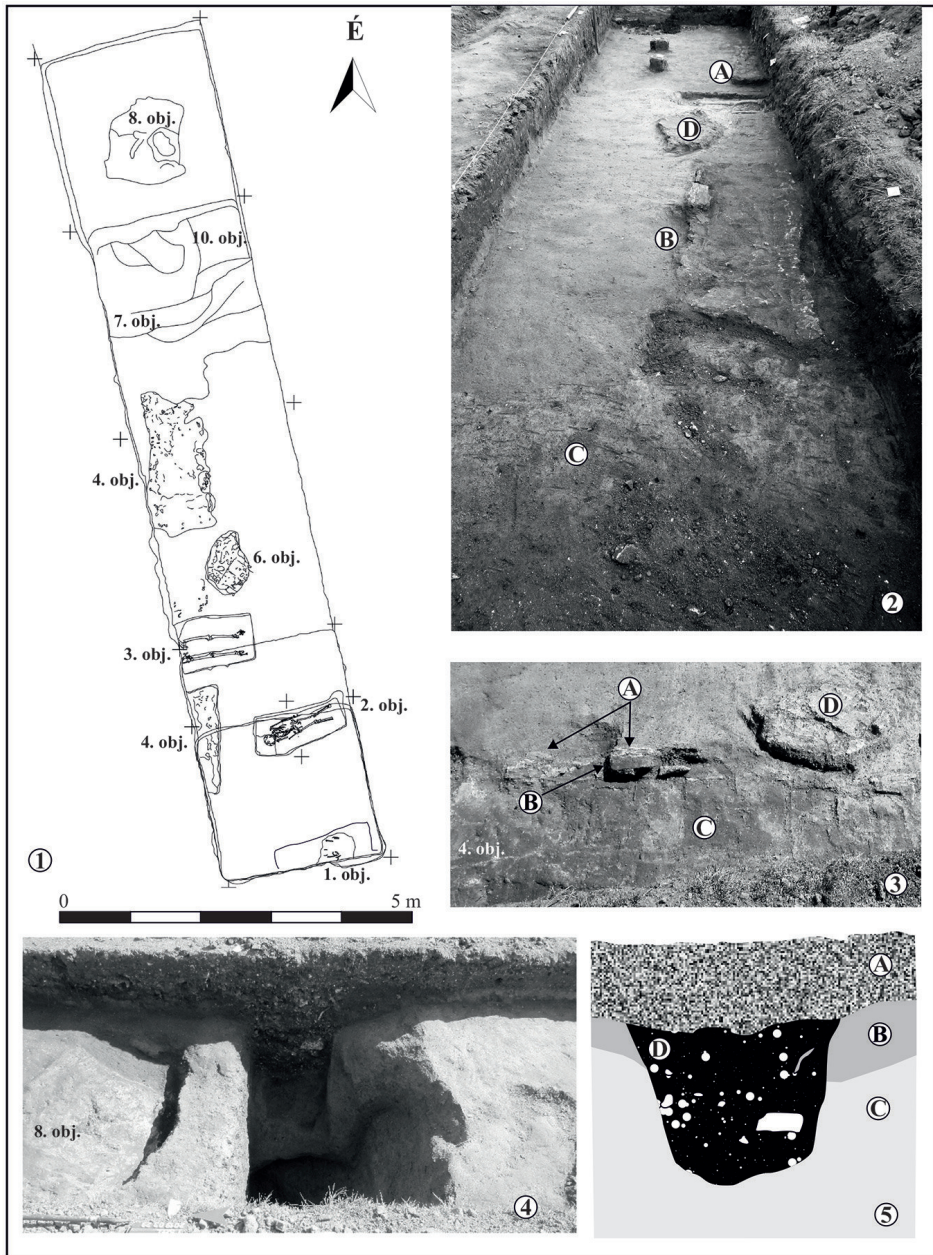 É
8. obj.
10. obj.
7. obj.
4. obj.
6. obj.
3. obj.
2. obj.
4. obj.
1. obj.
1
0 5 m
A
D
B
C
2
A
D
B
C
4. obj.
3
8. obj.
4
A
B
D
C
5